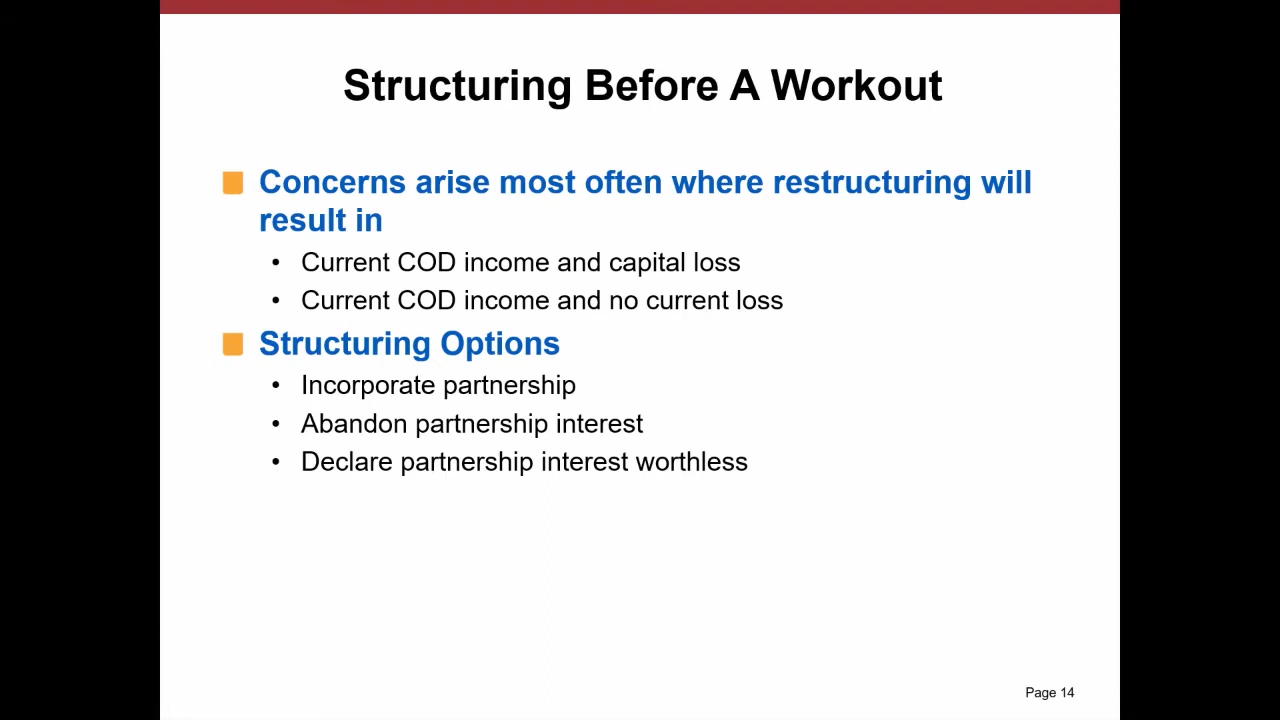 Structuring Before A Workout
Concerns arise most often where restructuring will
result in
• Current COD income and capital loss
• Current COD income and no current loss
Structuring Options
• Incorporate partnership
• Abandon partnership interest
• Declare partnership interest worthless
Page 14